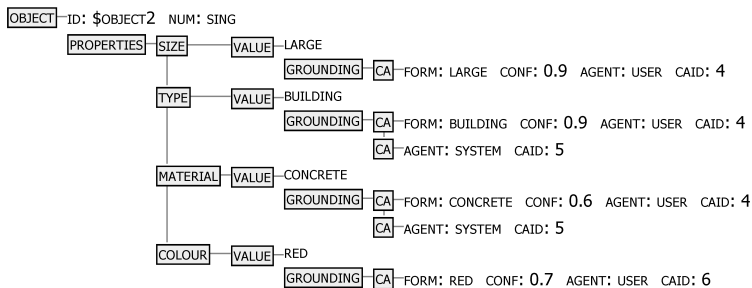 OBJECT ID: $OBJECT2 NUM: SING
PROPERTIES SIZE VALUE LARGE
GROUNDING CA FORM: LARGE CONF: 0.9 AGENT: USER CAID: 4
TYPE VALUE BUILDING
GROUNDING CA FORM: BUILDING CONF: 0.9 AGENT: USER CAID: 4
CA AGENT: SYSTEM CAID: 5
MATERIAL VALUE CONCRETE
GROUNDING CA FORM: CONCRETE CONF: 0.6 AGENT: USER CAID: 4
CA AGENT: SYSTEM CAID: 5
COLOUR VALUE RED
GROUNDING CA FORM: RED CONF: 0.7 AGENT: USER CAID: 6